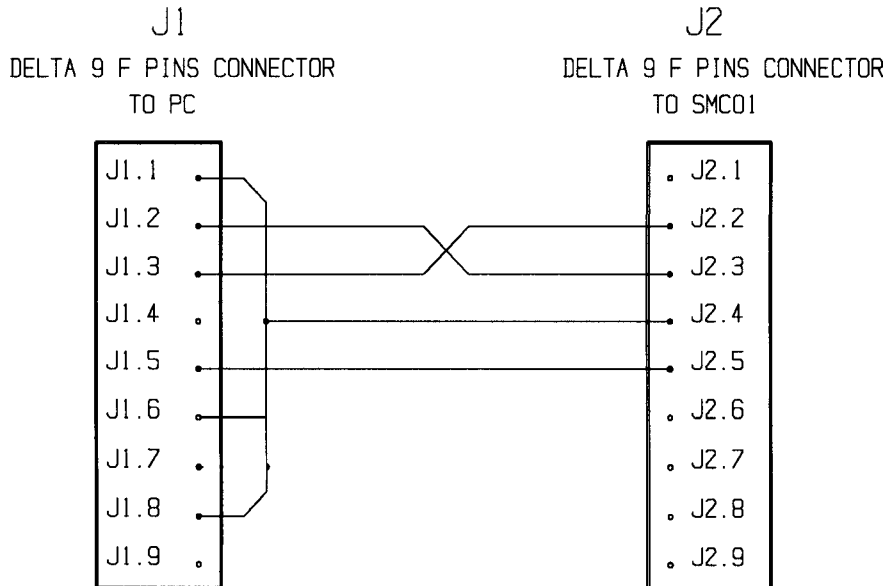 J1
DELTA 9 F PINS CONNECTOR
TO PC
J1.1
J1.2
J1.3
J1.4
J1.5
J1.6
J1.7
J1.8
J1.9
J2
DELTA 9 F PINS CONNECTOR
TO SMC01
J2.1
J2.2
J2.3
J2.4
J2.5
J2.6
J2.7
J2.8
J2.9